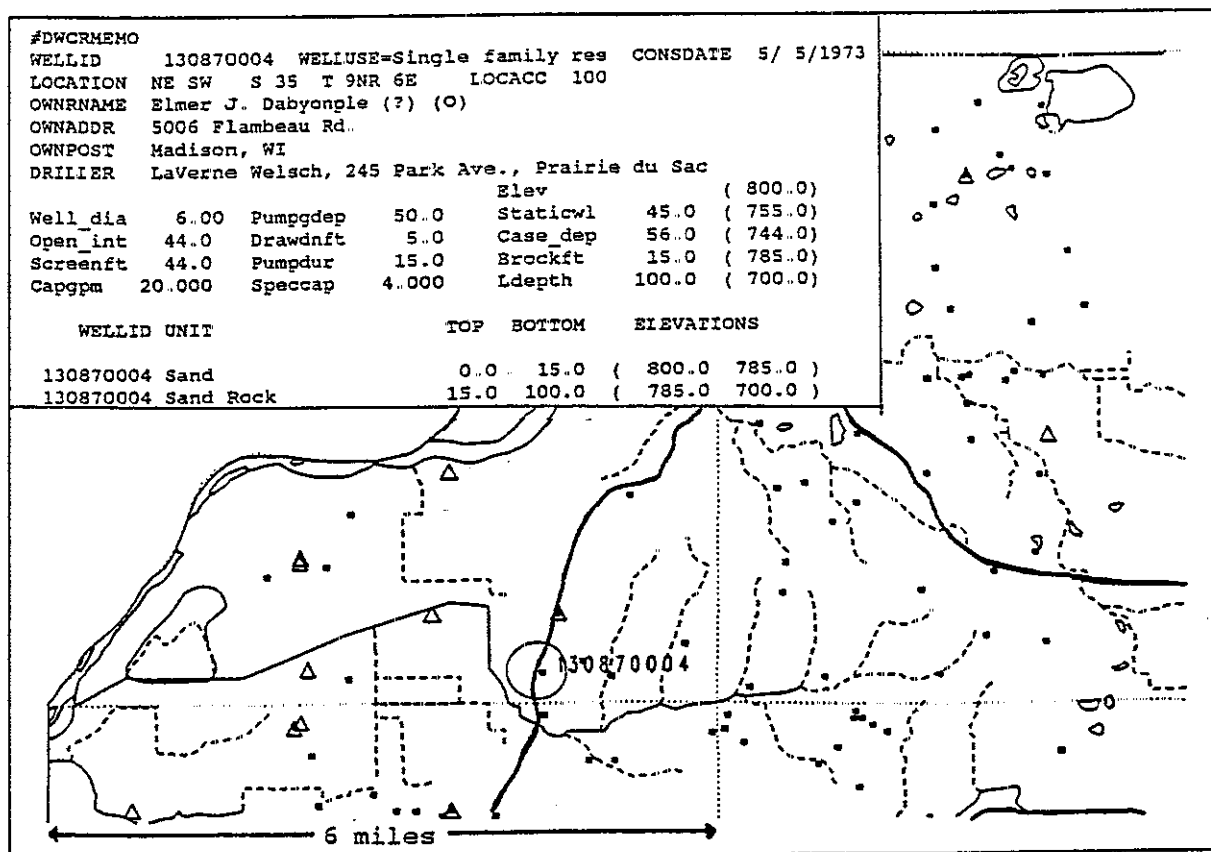 #DWCRMEMO
WELLID 130870004 WELLUSE=Single family res CONSDATE 5/ 5/1973
LOCATION NE SW S 35 T 9NR 6E LOCACC 100
OWNRNAME Elmer J. Dabyonple (?) (O)
OWNADDR 5006 Flambeau Rd.
OWNPOST Madison, WI
DRILLER LaVerne Welsch, 245 Park Ave., Prairie du Sac
Elev ( 800.0)
Well_dia 6.00 Pumpgdep 50.0 Staticwl 45.0 ( 755.0)
Open_int 44.0 Drawdnft 5.0 Case_dep 56.0 ( 744.0)
Screenft 44.0 Pumpdur 15.0 Brockft 15.0 ( 785.0)
Capgpm 20.000 Speccap 4.000 Ldepth 100.0 ( 700.0)
WELLID UNIT TOP BOTTOM ELEVATIONS
130870004 Sand 0.0 15.0 ( 800.0 785.0 )
130870004 Sand Rock 15.0 100.0 ( 785.0 700.0 )
130870004
6 miles